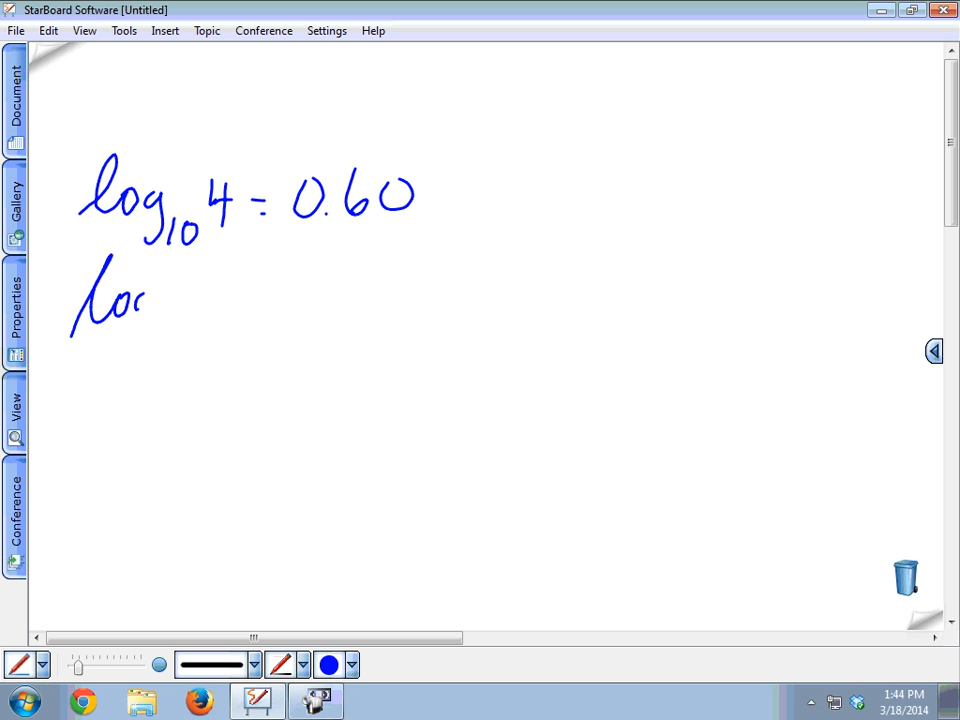 StarBoard Software [Untitled]
File Edit View Tools Insert Topic Conference Settings Help
Document
Gallery
Properties
View
Conference
log₁₀ 4 = 0.60
loc
1:44 PM
3/18/2014